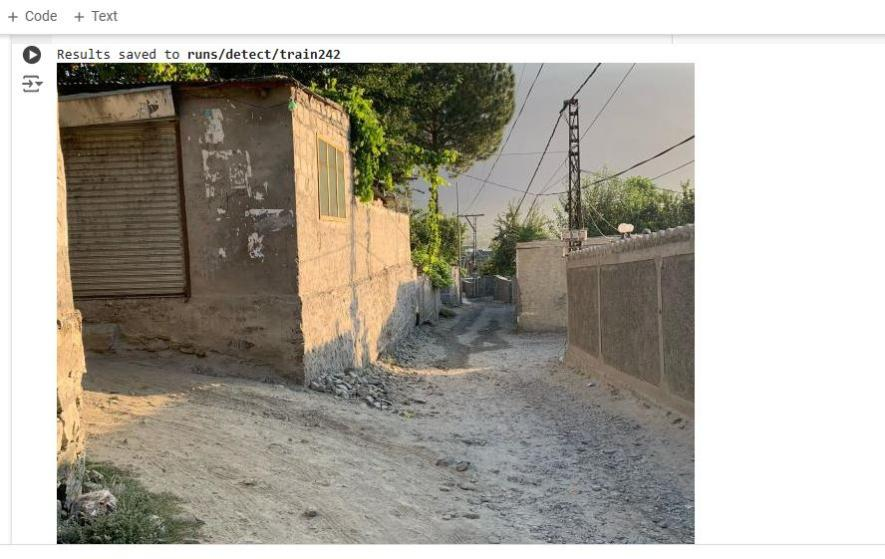 + Code + Text
Results saved to runs/detect/train242